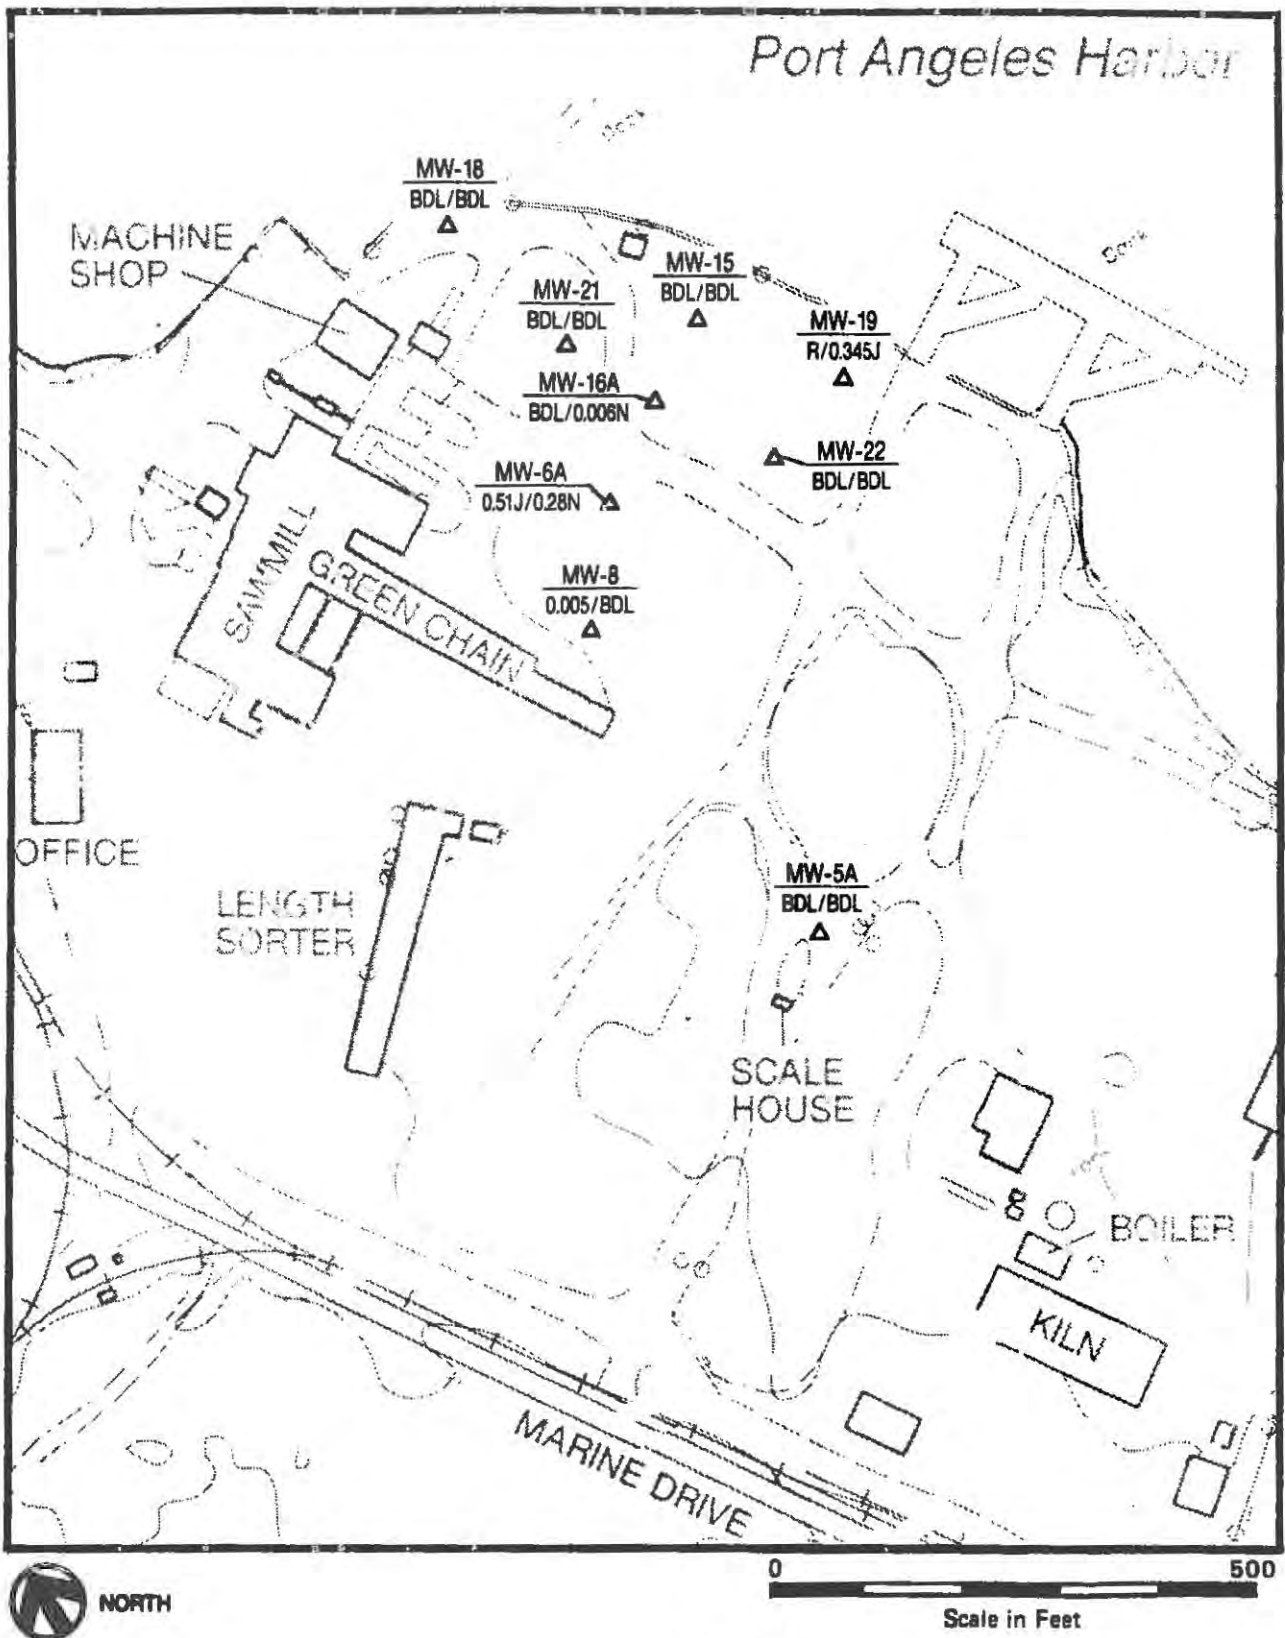 Port Angeles Harbor
Dock
MW-18
BDL/BDL
MACHINE
SHOP
MW-15
BDL/BDL
Dock
MW-21
BDL/BDL
MW-19
R/0.345J
MW-16A
BDL/0.006N
MW-22
BDL/BDL
MW-6A
0.51J/0.28N
SAWMILL
GREEN CHAIN
MW-8
0.005/BDL
OFFICE
MW-5A
BDL/BDL
LENGTH
SORTER
SCALE
HOUSE
BOILER
KILN
MARINE DRIVE
NORTH
0 500
Scale in Feet